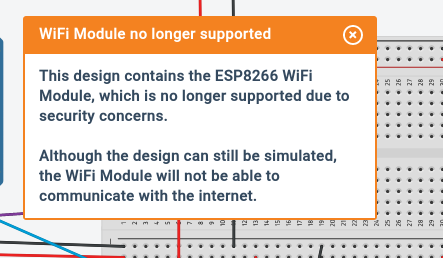 WiFi Module no longer supported
This design contains the ESP8266 WiFi
Module, which is no longer supported due to
security concerns.
Although the design can still be simulated,
the WiFi Module will not be able to
communicate with the internet.